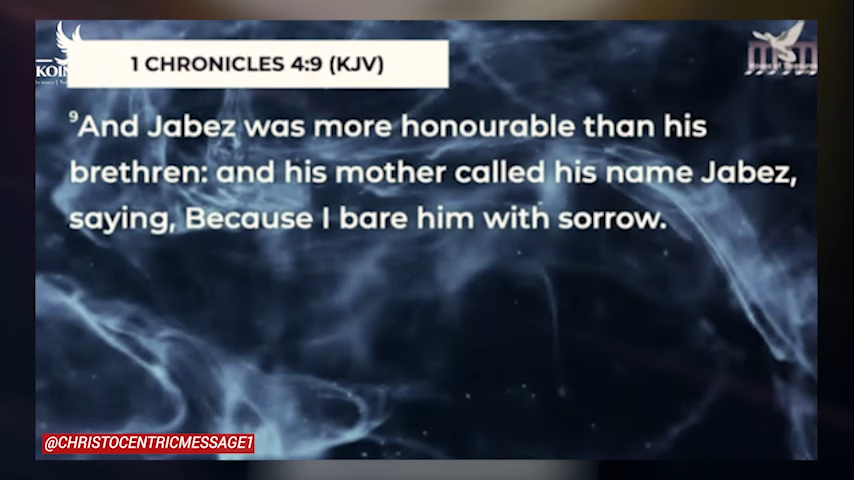 KOIN
1 CHRONICLES 4:9 (KJV)
9And Jabez was more honourable than his
brethren: and his mother called his name Jabez,
saying, Because I bare him with sorrow.
@CHRISTOCENTRICMESSAGE1